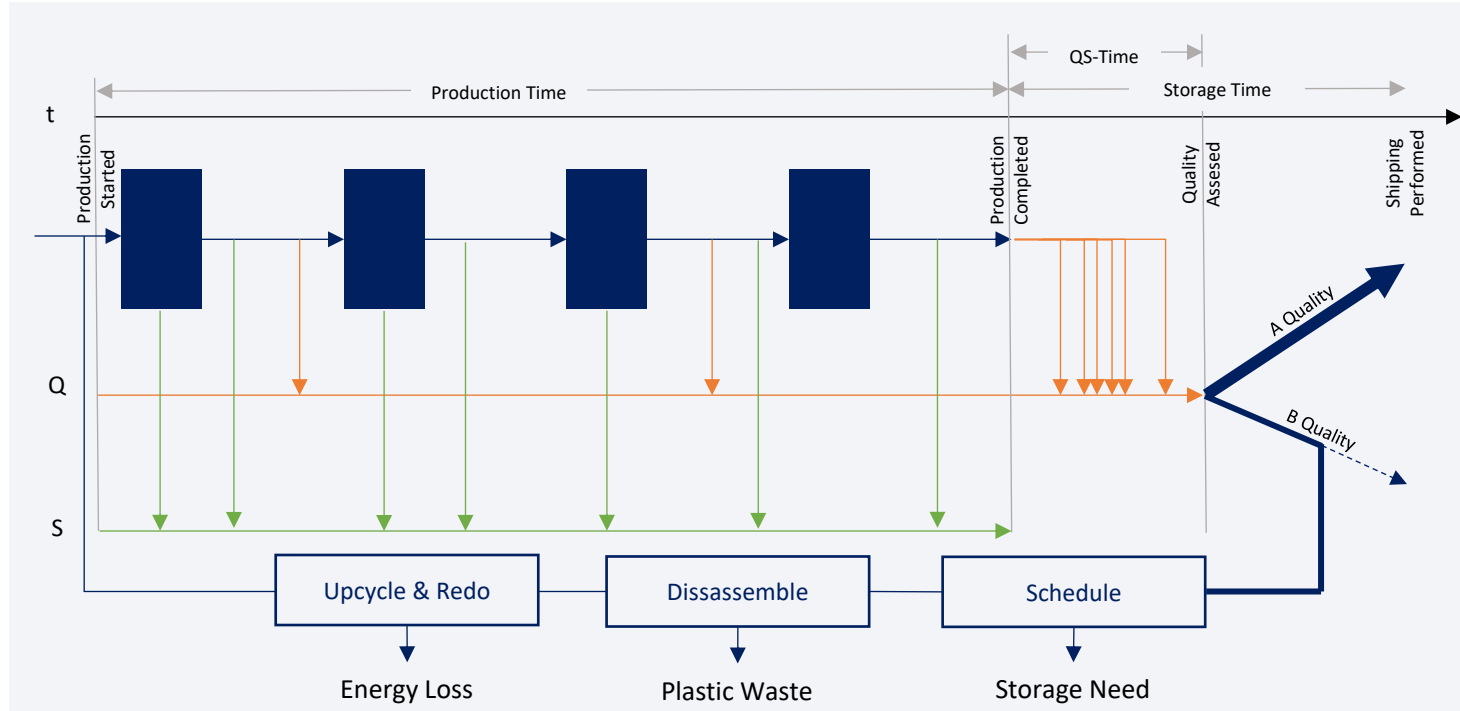 QS-Time
Production Time
Storage Time
t
Production
Started
Production
Completed
Quality
Assesed
Shipping
Performed
A Quality
Q
B Quality
S
Upcycle & Redo
Dissassemble
Schedule
Energy Loss
Plastic Waste
Storage Need